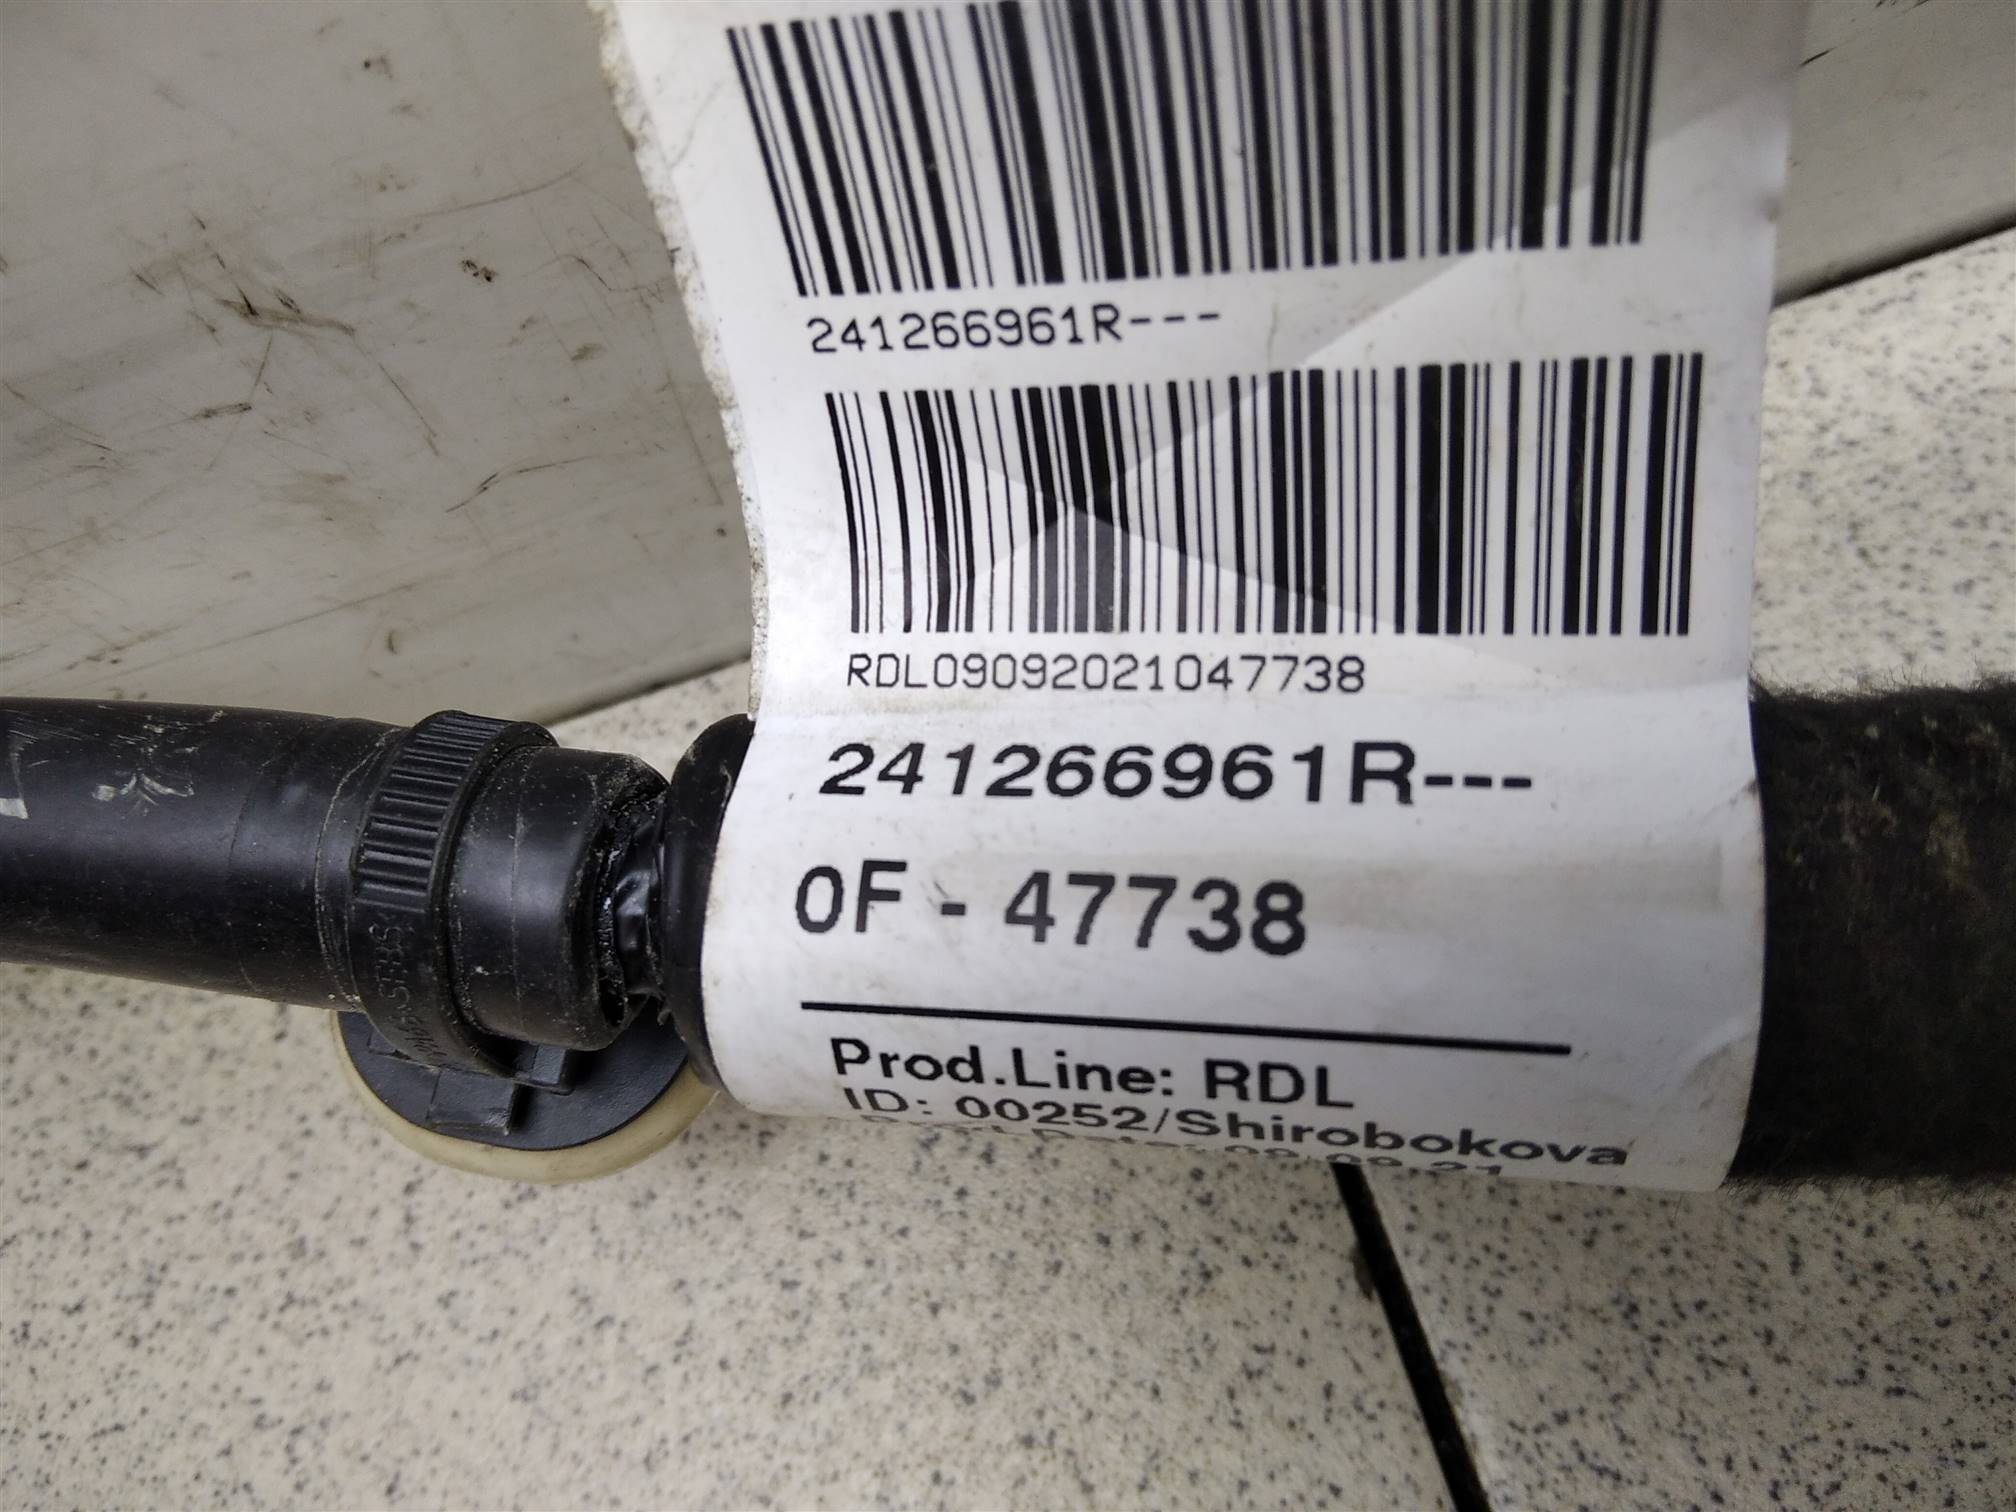 241266961R---
RDL09092021047738
241266961R---
0F - 47738
Prod.Line: RDL
ID: 00252/Shirobokova